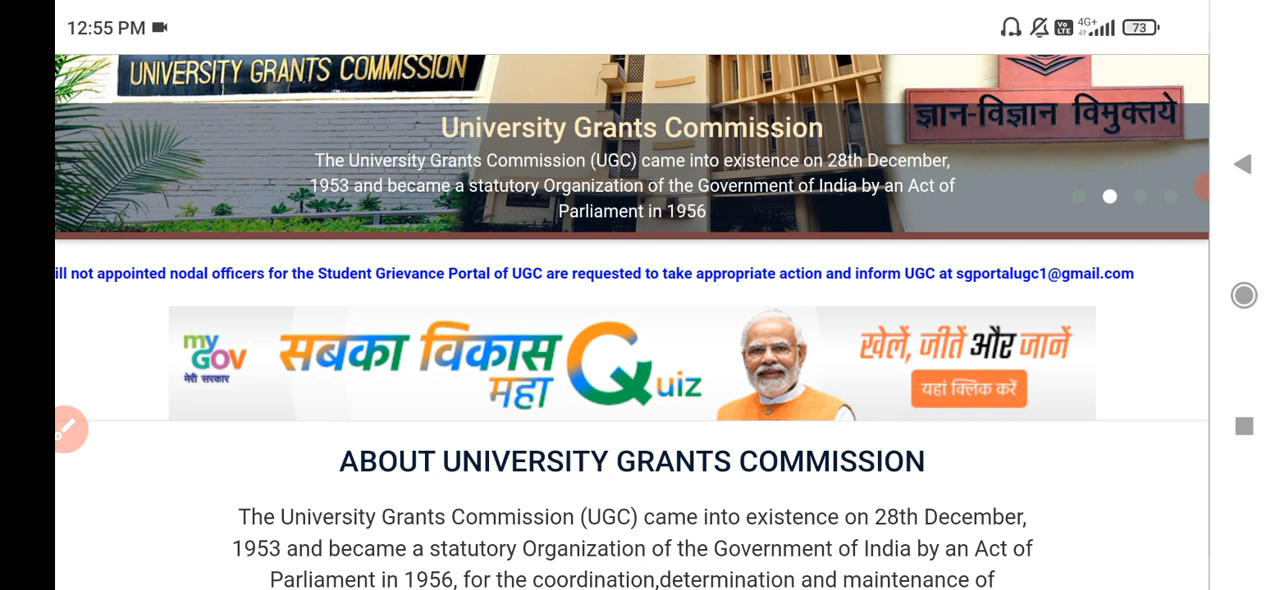 12:55 PM
Vo LTE 4G+ 73
UNIVERSITY GRANTS COMMISSION
ज्ञान-विज्ञान विमुक्तये
University Grants Commission
The University Grants Commission (UGC) came into existence on 28th December,
1953 and became a statutory Organization of the Government of India by an Act of
Parliament in 1956
ill not appointed nodal officers for the Student Grievance Portal of UGC are requested to take appropriate action and inform UGC at sgportalugc1@gmail.com
my GOV
मेरी सरकार
सबका विकास
महा Quiz
खेलें, जीतें और जानें
यहां क्लिक करें
ABOUT UNIVERSITY GRANTS COMMISSION
The University Grants Commission (UGC) came into existence on 28th December,
1953 and became a statutory Organization of the Government of India by an Act of
Parliament in 1956, for the coordination,determination and maintenance of